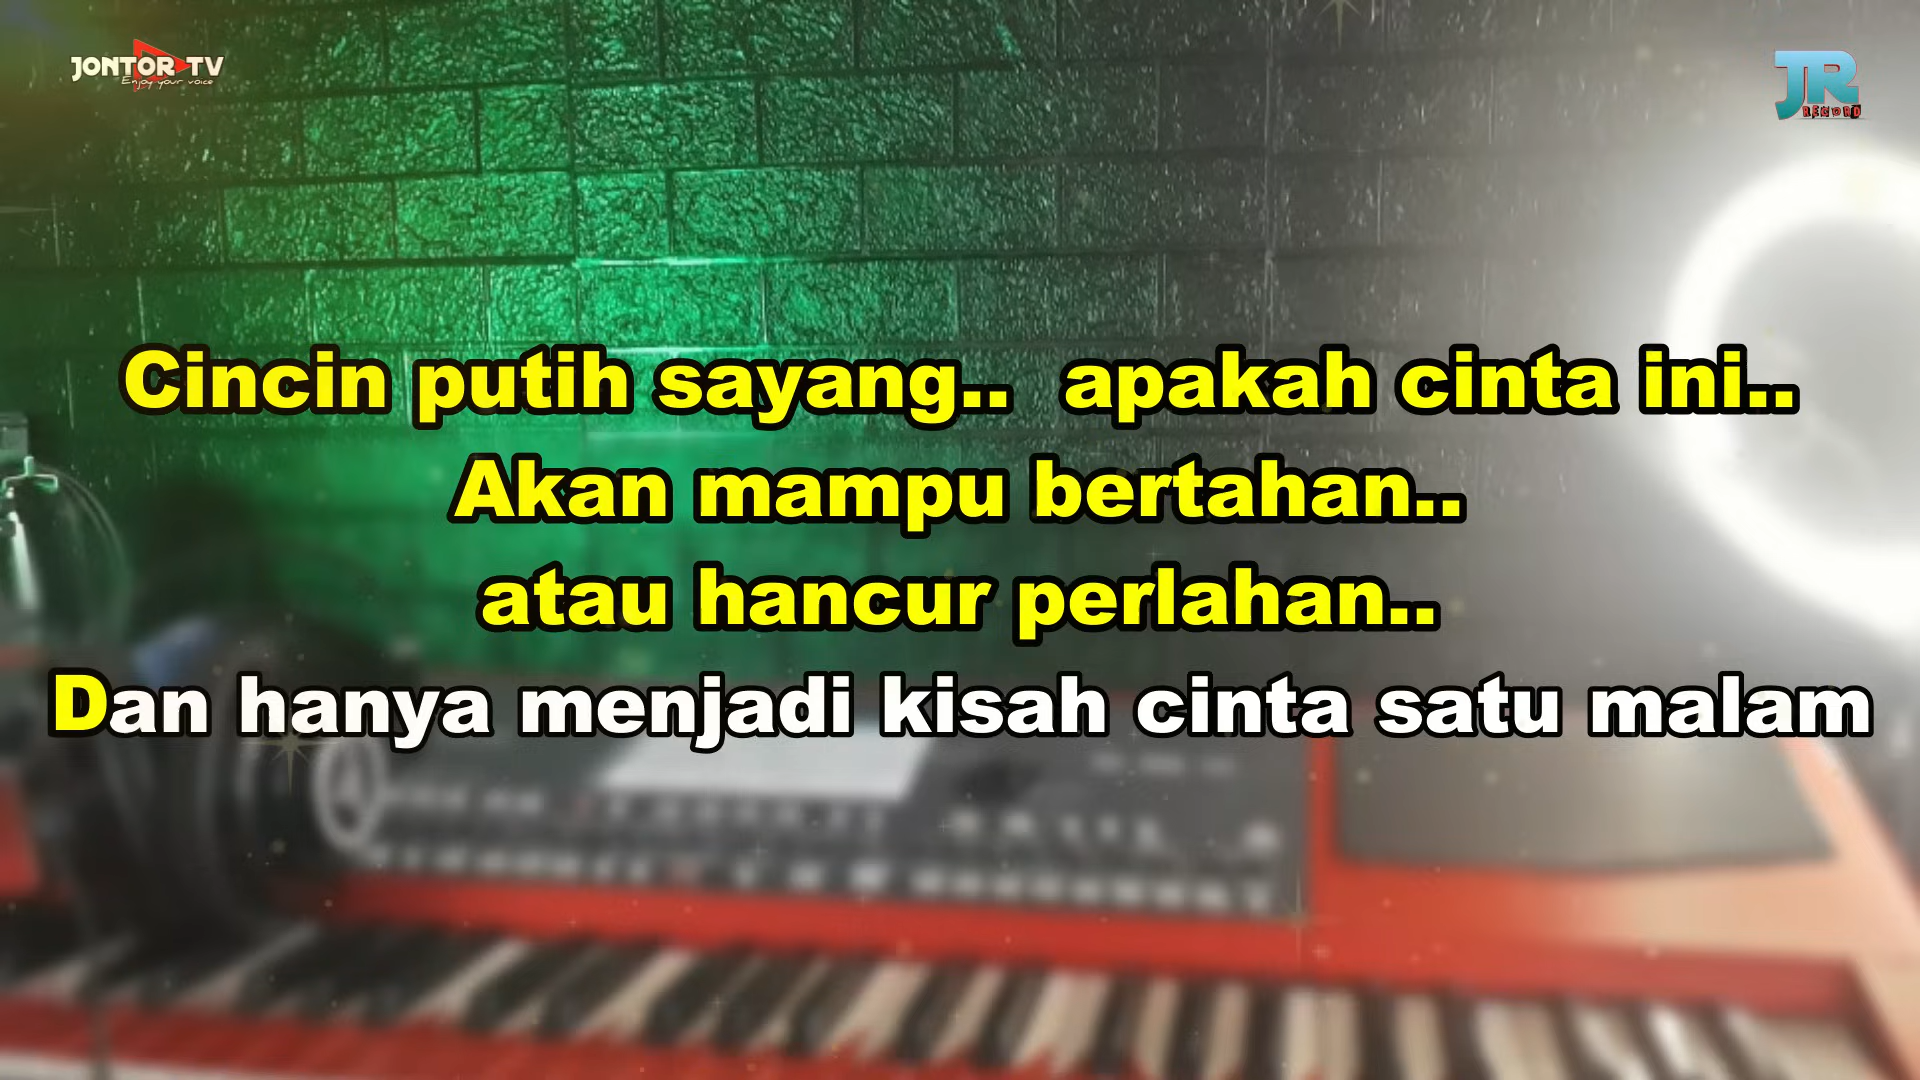 JONTOR TV
Enjoy your voice
JR
RECORD
Cincin putih sayang.. apakah cinta ini..
Akan mampu bertahan..
atau hancur perlahan..
Dan hanya menjadi kisah cinta satu malam